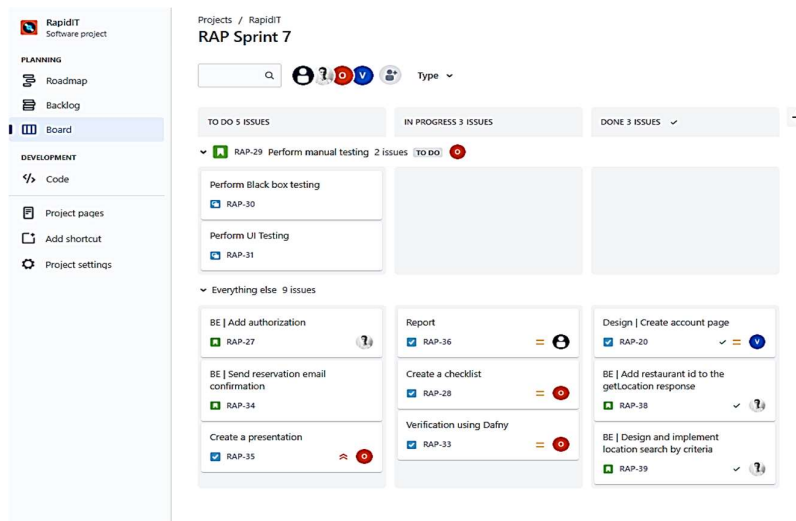 RapidIT
Software project
PLANNING
Roadmap
Backlog
Board
DEVELOPMENT
Code
Project pages
Add shortcut
Project settings
Projects / RapidIT
RAP Sprint 7
O V Type
TO DO 5 ISSUES IN PROGRESS 3 ISSUES DONE 3 ISSUES
RAP-29 Perform manual testing 2 issues TO DO O
Perform Black box testing
RAP-30
Perform UI Testing
RAP-31
Everything else 9 issues
BE | Add authorization
RAP-27
BE | Send reservation email
confirmation
RAP-34
Create a presentation
RAP-35 O
Report
RAP-36
Create a checklist
RAP-28 O
Verification using Dafny
RAP-33 O
Design | Create account page
RAP-20 V
BE | Add restaurant id to the
getLocation response
RAP-38
BE | Design and implement
location search by criteria
RAP-39